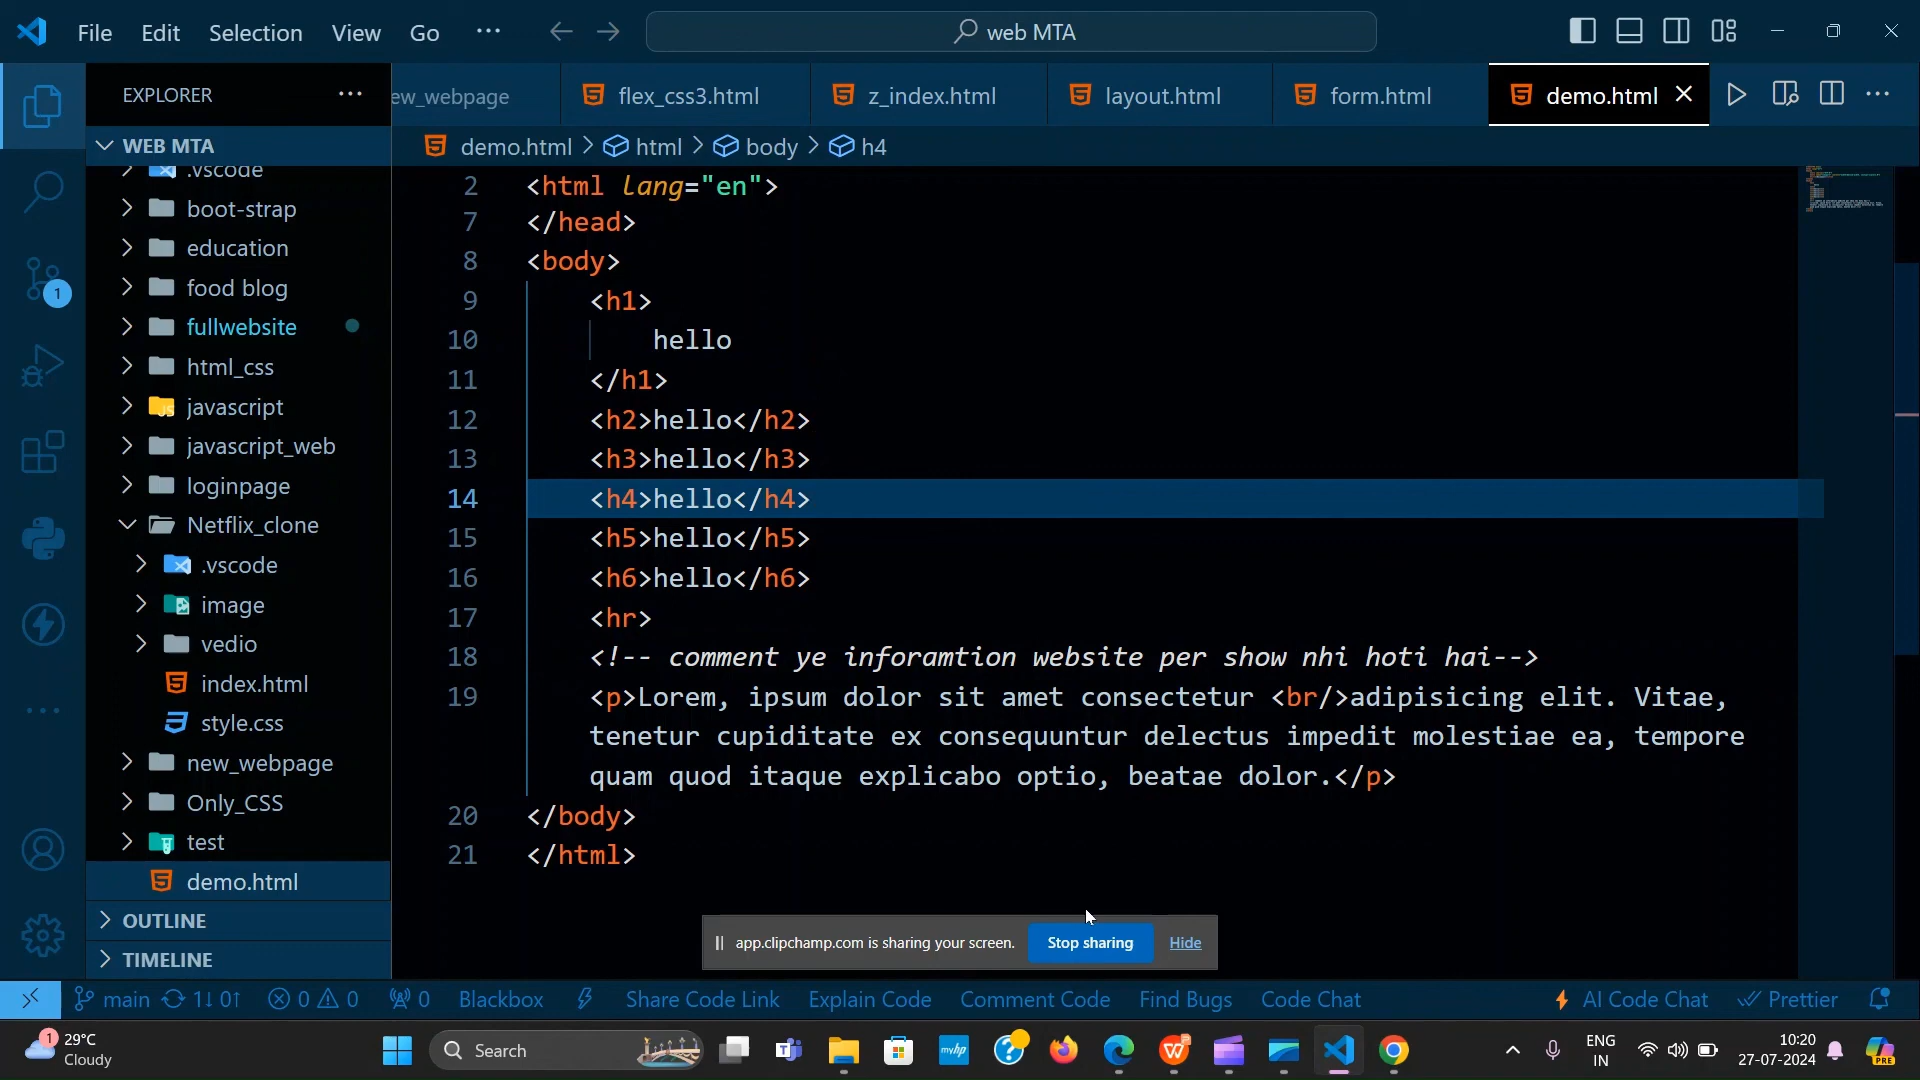 File Edit Selection View Go ··· web MTA
EXPLORER ···
ew_webpage flex_css3.html z_index.html layout.html form.html demo.html
WEB MTA
demo.html > html > body > h4
.vscode
boot-strap
education
food blog
fullwebsite
html_css
javascript
javascript_web
loginpage
Netflix_clone
.vscode
image
vedio
index.html
style.css
new_webpage
Only_CSS
test
demo.html
OUTLINE
TIMELINE
1
2 <html lang="en">
7 </head>
8 <body>
9 <h1>
10 hello
11 </h1>
12 <h2>hello</h2>
13 <h3>hello</h3>
14 <h4>hello</h4>
15 <h5>hello</h5>
16 <h6>hello</h6>
17 <hr>
18 <!-- comment ye inforamtion website per show nhi hoti hai-->
19 <p>Lorem, ipsum dolor sit amet consectetur <br/>adipisicing elit. Vitae,
tenetur cupiditate ex consequuntur delectus impedit molestiae ea, tempore
quam quod itaque explicabo optio, beatae dolor.</p>
20 </body>
21 </html>
app.clipchamp.com is sharing your screen. Stop sharing Hide
main 1↓ 0↑ 0 0 0 Blackbox Share Code Link Explain Code Comment Code Find Bugs Code Chat AI Code Chat Prettier
1 29°C
Cloudy
Search
myhp
PRE
ENG
IN
10:20
27-07-2024